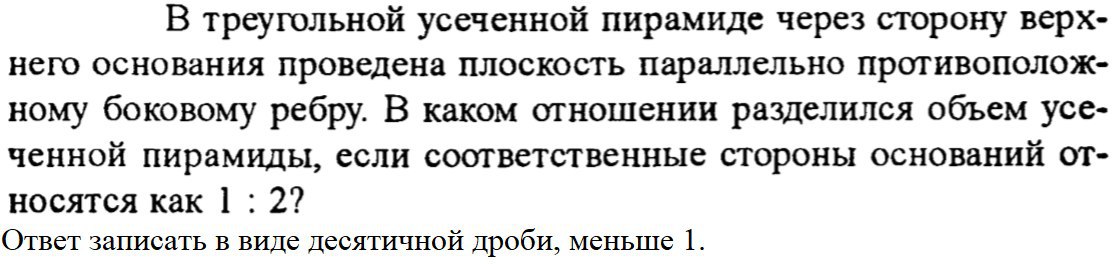 В треугольной усеченной пирамиде через сторону верх-
него основания проведена плоскость параллельно противополож-
ному боковому ребру. В каком отношении разделился объем усе-
ченной пирамиды, если соответственные стороны оснований от-
носятся как 1 : 2?
Ответ записать в виде десятичной дроби, меньше 1.